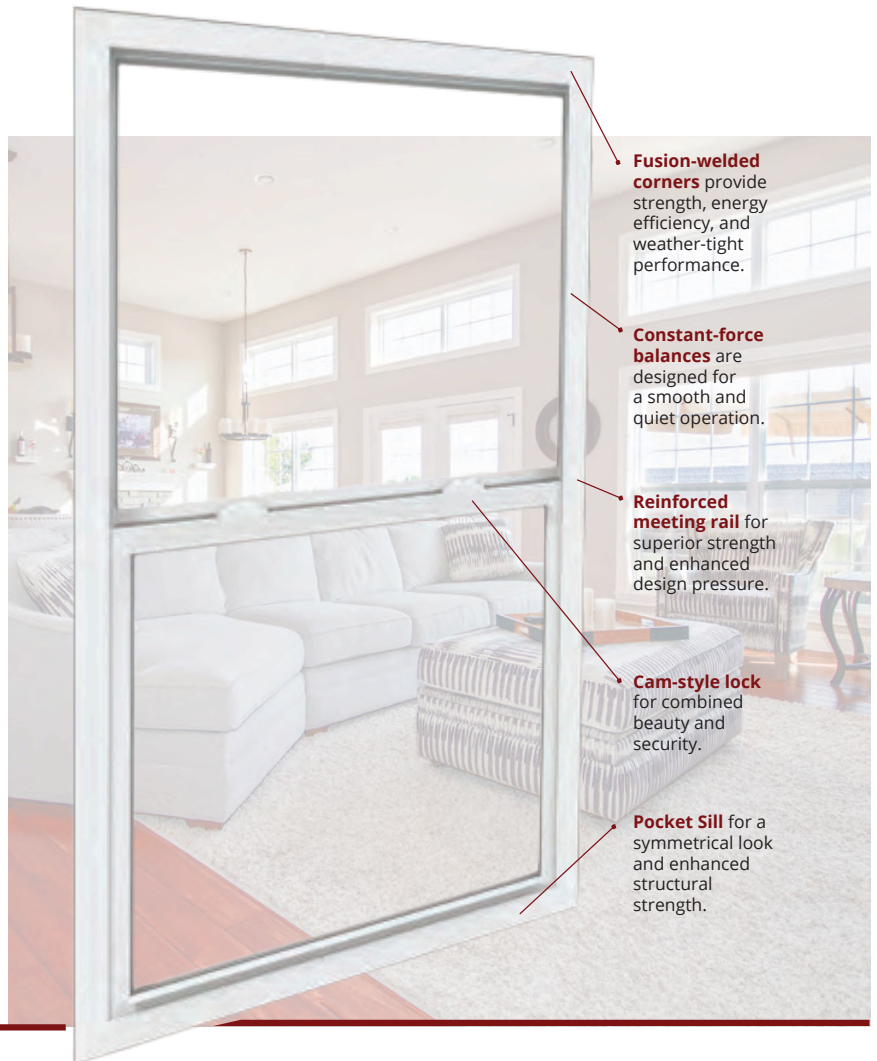 Fusion-welded
corners provide
strength, energy
efficiency, and
weather-tight
performance.
Constant-force
balances are
designed for
a smooth and
quiet operation.
Reinforced
meeting rail for
superior strength
and enhanced
design pressure.
Cam-style lock
for combined
beauty and
security.
Pocket Sill for a
symmetrical look
and enhanced
structural
strength.